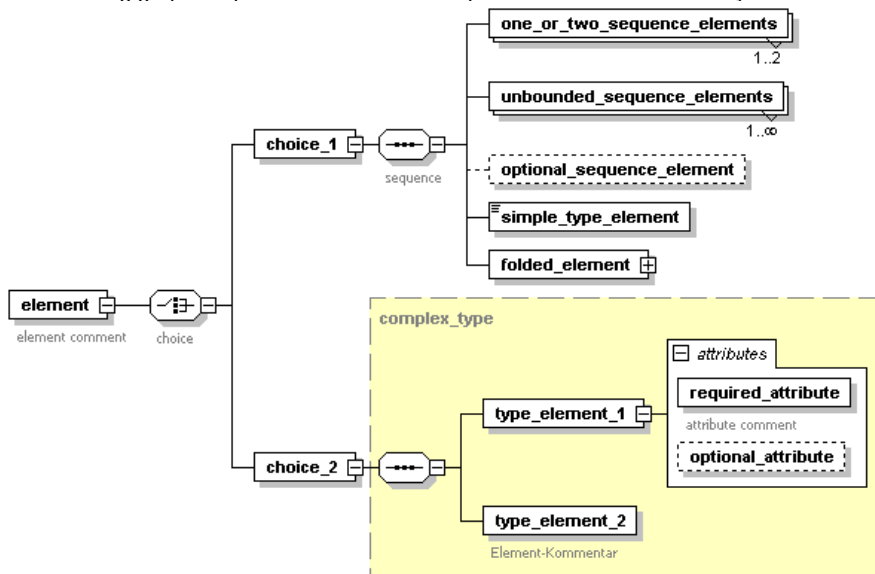 one_or_two_sequence_elements
1..2
unbounded_sequence_elements
1..∞
choice_1
sequence
optional_sequence_element
simple_type_element
folded_element
element
element comment
choice
complex_type
attributes
required_attribute
attribute comment
optional_attribute
type_element_1
choice_2
type_element_2
Element-Kommentar